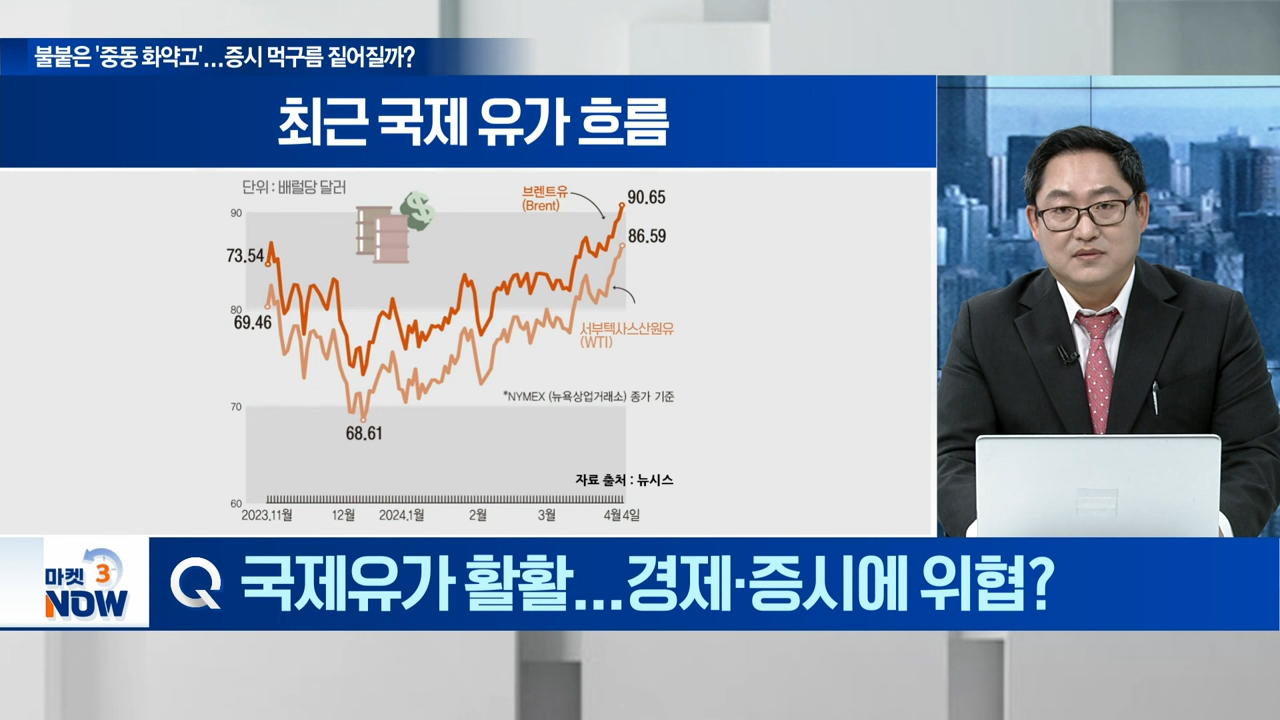 불붙은 '중동 화약고'...증시 먹구름 짙어질까?
최근 국제 유가 흐름
단위 : 배럴당 달러
브렌트유
(Brent)
90.65
90
86.59
73.54
80
69.46
서부텍사스산원유
(WTI)
*NYMEX (뉴욕상업거래소) 종가 기준
70
68.61
자료 출처 : 뉴시스
60
2023.11월 12월 2024.1월 2월 3월 4월4일
마켓 3
NOW
Q 국제유가 활활...경제·증시에 위협?